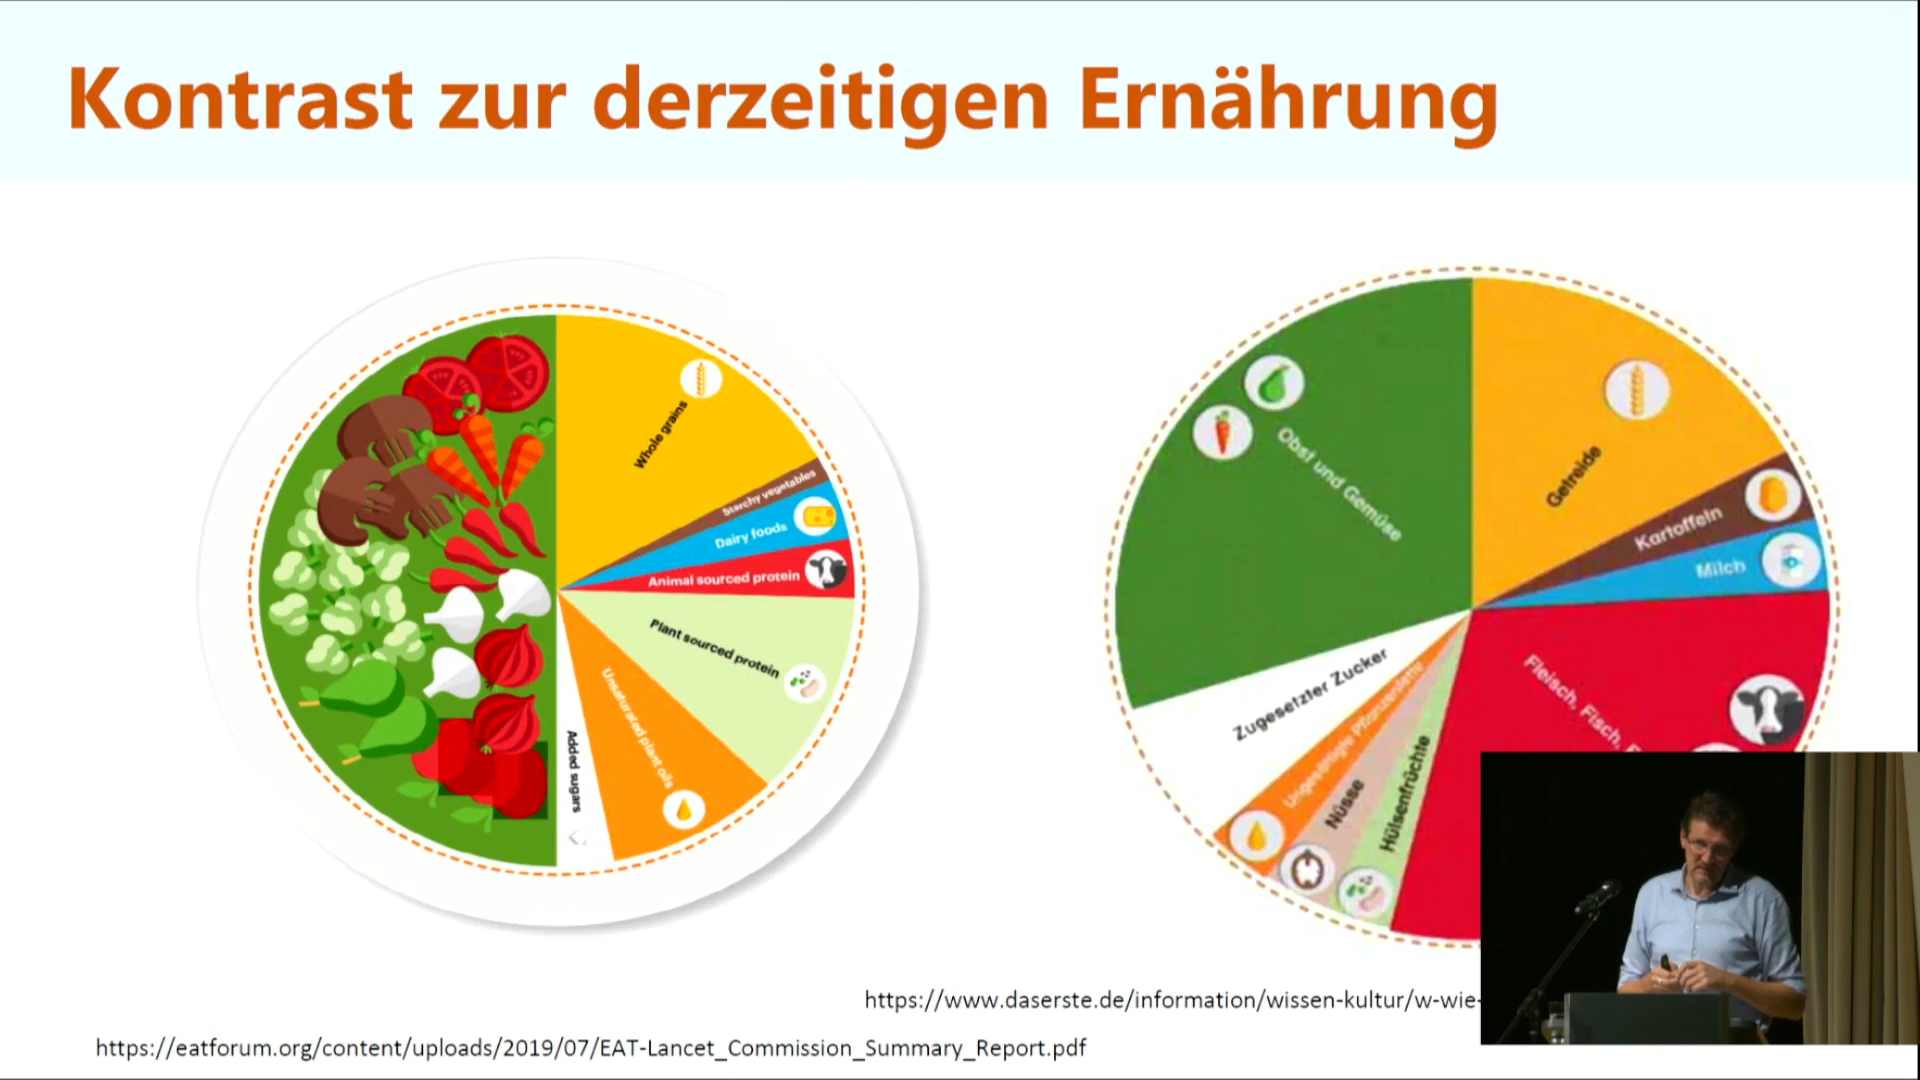 Kontrast zur derzeitigen Ernährung
Whole grains
Starchy vegetables
Dairy foods
Animal sourced protein
Plant sourced protein
Unsaturated plant oils
Added sugars
Obst und Gemüse
Getreide
Kartoffeln
Milch
Fleisch, Fisch,
Hülsenfrüchte
Nüsse
Ungesättigte
Zugesetzter Zucker
https://www.daserste.de/information/wissen-kultur/w-wie-
https://eatforum.org/content/uploads/2019/07/EAT-Lancet_Commission_Summary_Report.pdf